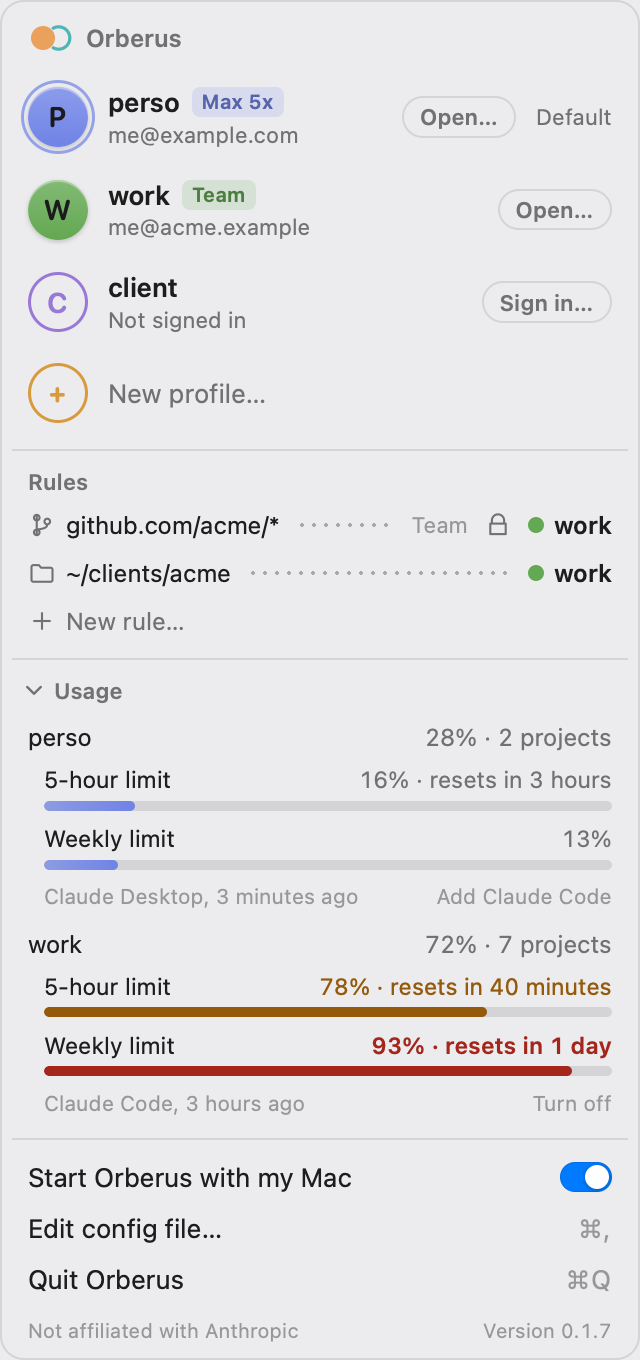 Orberus
P perso Max 5x Open... Default
me@example.com
W work Team Open...
me@acme.example
C client Sign in...
Not signed in
+ New profile...
Rules
github.com/acme/* Team work
~/clients/acme work
+ New rule...
Usage
perso 28% · 2 projects
5-hour limit 16% · resets in 3 hours
Weekly limit 13%
Claude Desktop, 3 minutes ago Add Claude Code
work 72% · 7 projects
5-hour limit 78% · resets in 40 minutes
Weekly limit 93% · resets in 1 day
Claude Code, 3 hours ago Turn off
Start Orberus with my Mac
Edit config file... ⌘,
Quit Orberus ⌘Q
Not affiliated with Anthropic Version 0.1.7